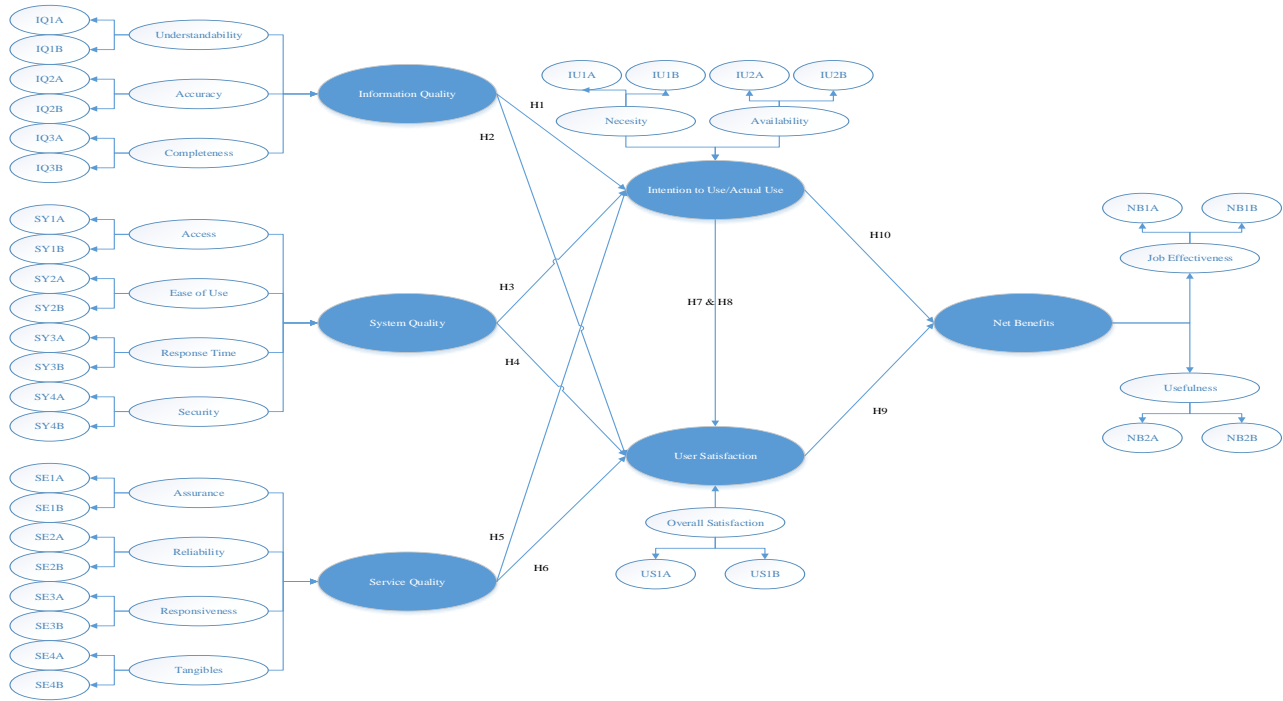 IQ1A
IQ1B
Understandability
IQ2A
IQ2B
Accuracy
IQ3A
IQ3B
Completeness
Information Quality
SY1A
SY1B
Access
SY2A
SY2B
Ease of Use
SY3A
SY3B
Response Time
SY4A
SY4B
Security
System Quality
SE1A
SE1B
Assurance
SE2A
SE2B
Reliability
SE3A
SE3B
Responsiveness
SE4A
SE4B
Tangibles
Service Quality
H1
H2
H3
H4
H5
H6
IU1A
IU1B
IU2A
IU2B
Necesity
Availability
Intention to Use/Actual Use
H7 & H8
User Satisfaction
Overall Satisfaction
US1A
US1B
H10
H9
Net Benefits
NB1A
NB1B
Job Effectiveness
Usefulness
NB2A
NB2B